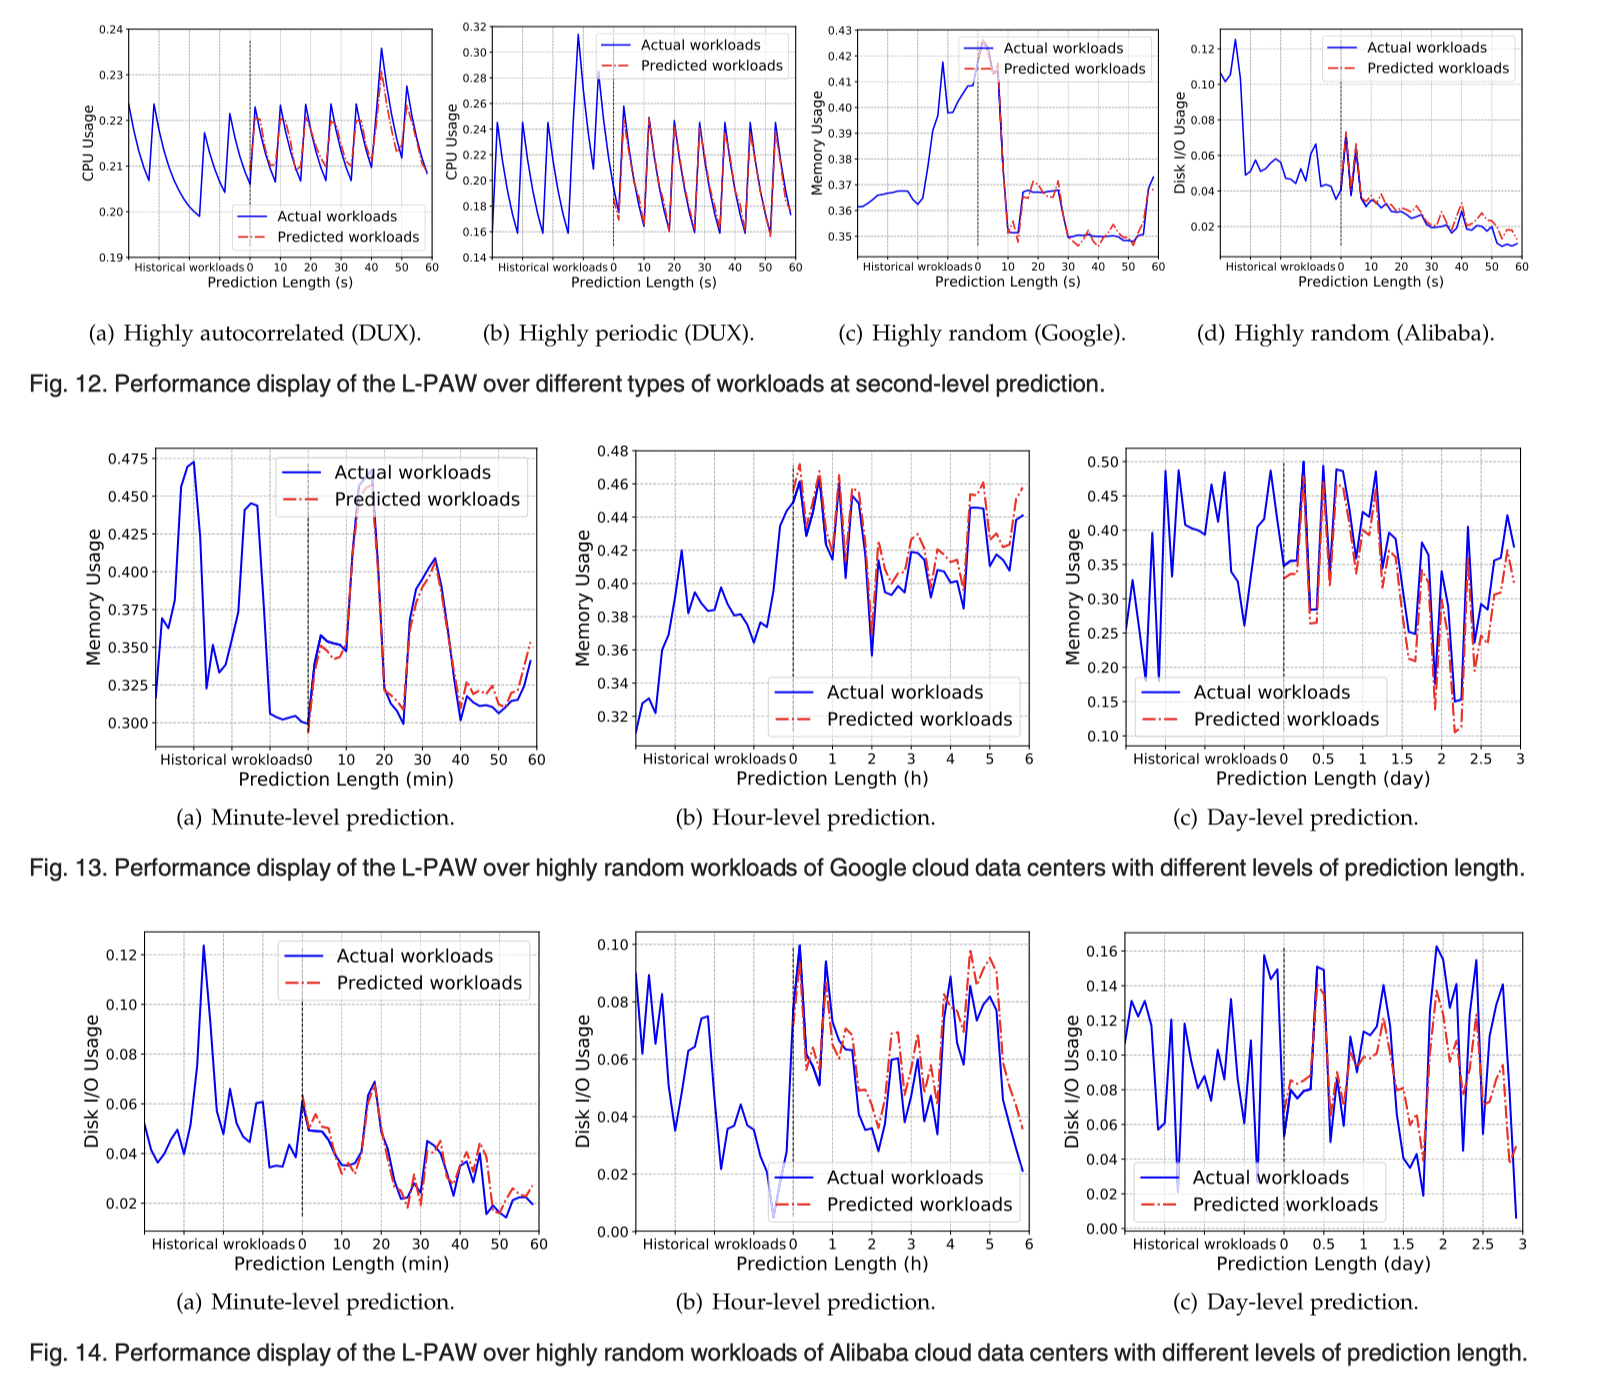 0.24
0.23
0.22
0.21
0.20
0.19
CPU Usage
Actual workloads
Predicted workloads
Historical workloads 0 10 20 30 40 50 60
Prediction Length (s)
(a) Highly autocorrelated (DUX).
0.32
0.30
0.28
0.26
0.24
0.22
0.20
0.18
0.16
0.14
CPU Usage
Actual workloads
Predicted workloads
Historical workloads 0 10 20 30 40 50 60
Prediction Length (s)
(b) Highly periodic (DUX).
0.43
0.42
0.41
0.40
0.39
0.38
0.37
0.36
0.35
Memory Usage
Actual workloads
Predicted workloads
Historical wrokloads 0 10 20 30 40 50 60
Prediction Length (s)
(c) Highly random (Google).
0.12
0.10
0.08
0.06
0.04
0.02
Disk I/O Usage
Actual workloads
Predicted workloads
Historical wrokloads 0 10 20 30 40 50 60
Prediction Length (s)
(d) Highly random (Alibaba).
Fig. 12. Performance display of the L-PAW over different types of workloads at second-level prediction.
0.475
0.450
0.425
0.400
0.375
0.350
0.325
0.300
Memory Usage
Actual workloads
Predicted workloads
Historical wrokloads 0 10 20 30 40 50 60
Prediction Length (min)
(a) Minute-level prediction.
0.48
0.46
0.44
0.42
0.40
0.38
0.36
0.34
0.32
Memory Usage
Actual workloads
Predicted workloads
Historical wrokloads 0 1 2 3 4 5 6
Prediction Length (h)
(b) Hour-level prediction.
0.50
0.45
0.40
0.35
0.30
0.25
0.20
0.15
0.10
Memory Usage
Actual workloads
Predicted workloads
Historical wrokloads 0 0.5 1 1.5 2 2.5 3
Prediction Length (day)
(c) Day-level prediction.
Fig. 13. Performance display of the L-PAW over highly random workloads of Google cloud data centers with different levels of prediction length.
0.12
0.10
0.08
0.06
0.04
0.02
Disk I/O Usage
Actual workloads
Predicted workloads
Historical wrokloads 0 10 20 30 40 50 60
Prediction Length (min)
(a) Minute-level prediction.
0.10
0.08
0.06
0.04
0.02
0.00
Disk I/O Usage
Actual workloads
Predicted workloads
Historical wrokloads 0 1 2 3 4 5 6
Prediction Length (h)
(b) Hour-level prediction.
0.16
0.14
0.12
0.10
0.08
0.06
0.04
0.02
0.00
Disk I/O Usage
Actual workloads
Predicted workloads
Historical wrokloads 0 0.5 1 1.5 2 2.5 3
Prediction Length (day)
(c) Day-level prediction.
Fig. 14. Performance display of the L-PAW over highly random workloads of Alibaba cloud data centers with different levels of prediction length.